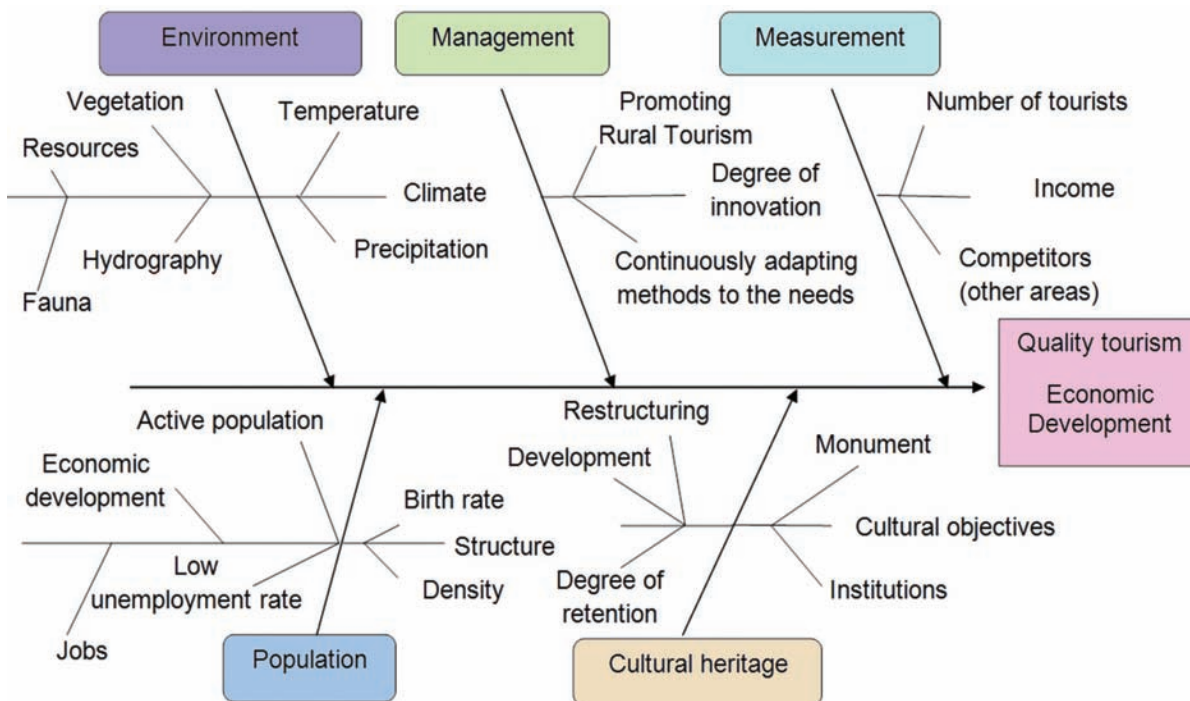 Environment
Management
Measurement
Vegetation
Temperature
Resources
Climate
Hydrography
Precipitation
Fauna
Promoting
Rural Tourism
Degree of
innovation
Continuously adapting
methods to the needs
Number of tourists
Income
Competitors
(other areas)
Quality tourism
Economic
Development
Active population
Economic
development
Birth rate
Structure
Low
unemployment rate
Density
Jobs
Population
Restructuring
Development
Monument
Cultural objectives
Degree of
retention
Institutions
Cultural heritage